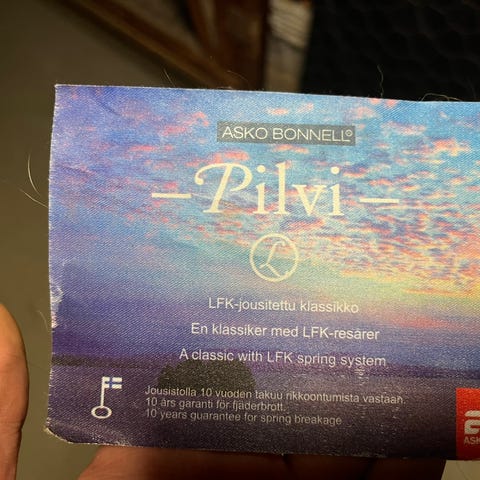 ASKO BONNELL©
— Pilvi —
L
LFK-jousitettu klassikko
En klassiker med LFK-resårer
A classic with LFK spring system
Jousistolla 10 vuoden takuu rikkoontumista vastaan.
10 års garanti för fjäderbrott.
10 years guarantee for spring breakage
ASK